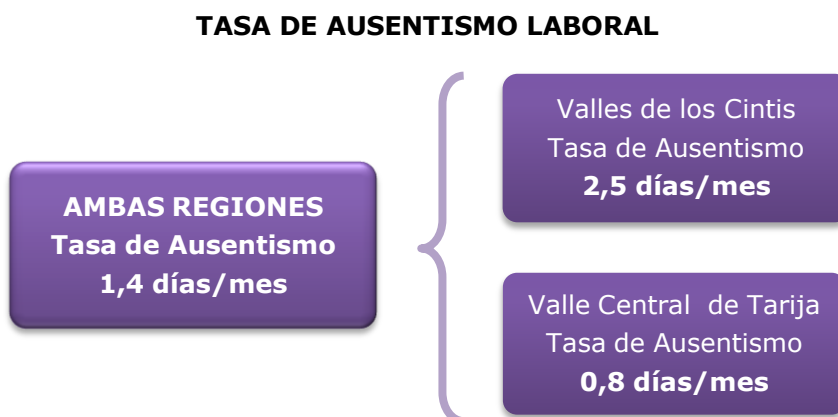 TASA DE AUSENTISMO LABORAL
AMBAS REGIONES
Tasa de Ausentismo
1,4 días/mes
Valles de los Cintis
Tasa de Ausentismo
2,5 días/mes
Valle Central de Tarija
Tasa de Ausentismo
0,8 días/mes